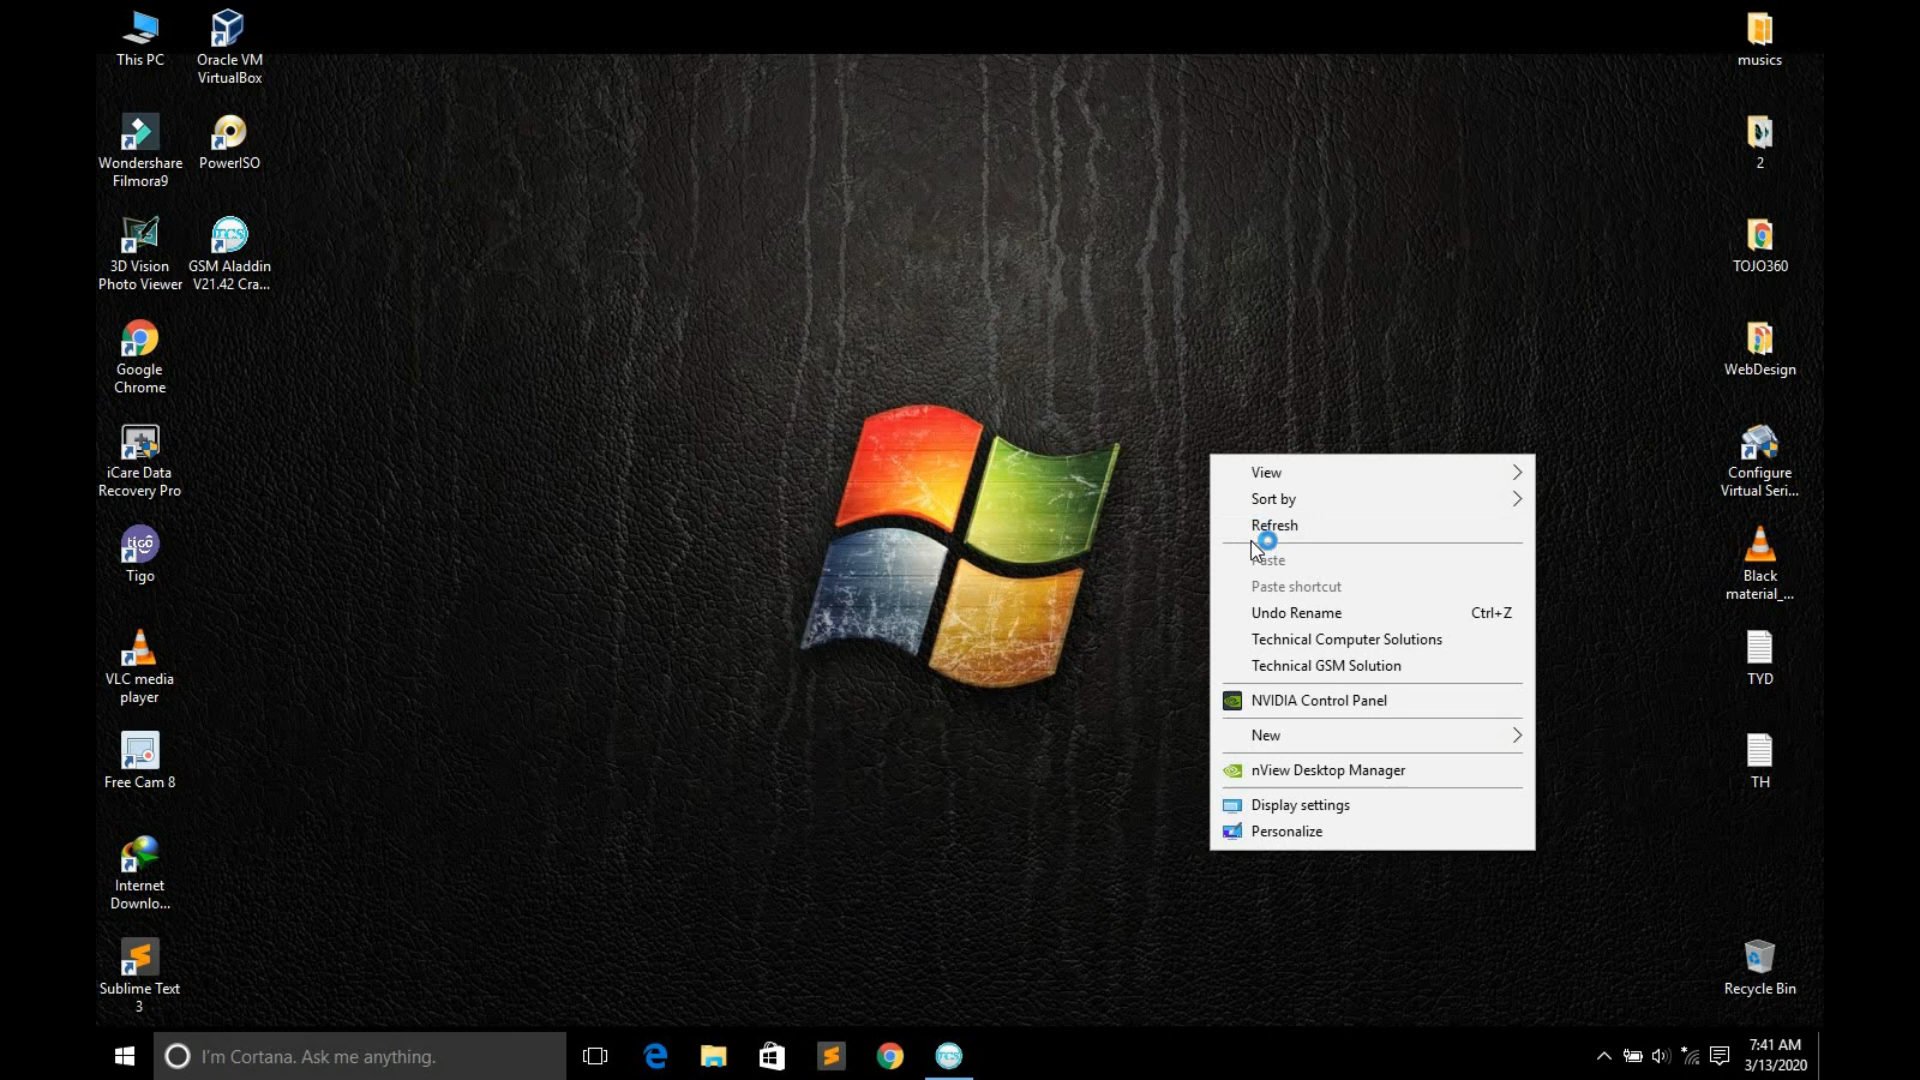 This PC
Oracle VM
VirtualBox
Wondershare
Filmora9
PowerISO
3D Vision
Photo Viewer
TCS
GSM Aladdin
V21.42 Cra...
Google
Chrome
iCare Data
Recovery Pro
tigo
Tigo
VLC media
player
Free Cam 8
Internet
Downlo...
Sublime Text
3
View
Sort by
Refresh
Paste
Paste shortcut
Undo Rename Ctrl+Z
Technical Computer Solutions
Technical GSM Solution
NVIDIA Control Panel
New
nView Desktop Manager
Display settings
Personalize
musics
2
TOJO360
WebDesign
Configure
Virtual Seri...
Black
material_...
TYD
TH
Recycle Bin
I'm Cortana. Ask me anything.
TCS
7:41 AM
3/13/2020